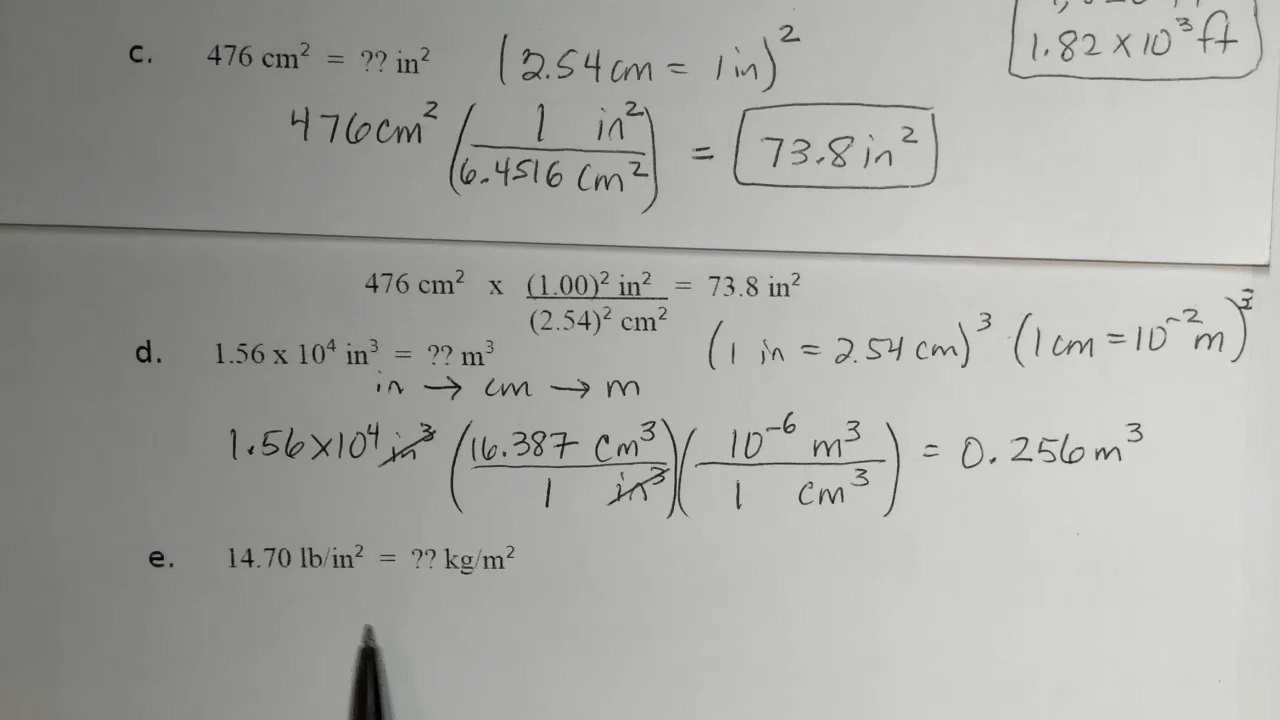 1.82 x 10³ ft
c. 476 cm² = ?? in² (2.54 cm = 1 in)²
476 cm² (1 in² / 6.4516 cm²) = 73.8 in²
476 cm² x (1.00)² in² / (2.54)² cm² = 73.8 in²
d. 1.56 x 10⁴ in³ = ?? m³ (1 in = 2.54 cm)³ (1 cm = 10⁻² m)³
in → cm → m
1.56 x 10⁴ in³ (16.387 cm³ / 1 in³)(10⁻⁶ m³ / 1 cm³) = 0.256 m³
e. 14.70 lb/in² = ?? kg/m²